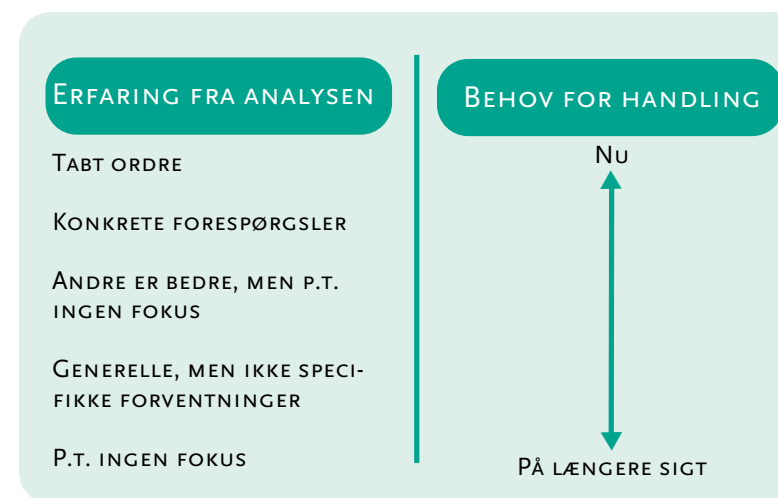 Erfaring fra analysen
Tabt ordre
Konkrete forespørgsler
Andre er bedre, men p.t.
ingen fokus
Generelle, men ikke speci-
fikke forventninger
P.t. ingen fokus
Behov for handling
Nu
På længere sigt